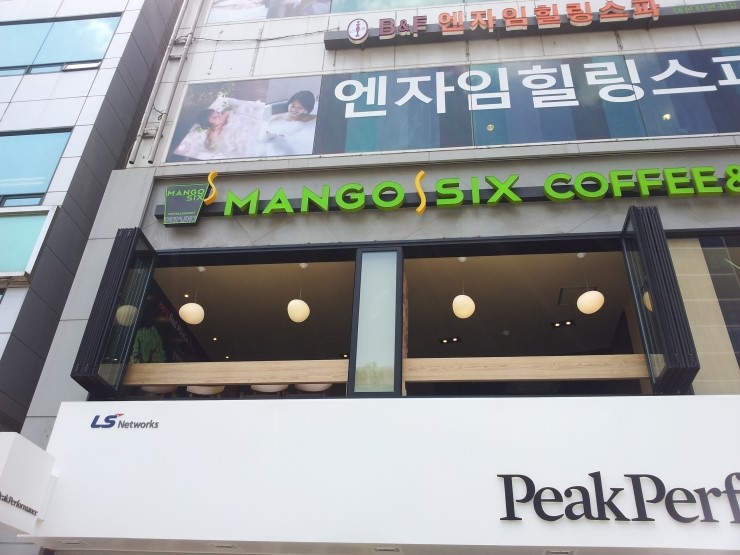 B&F 엔자임힐링스파
엔자임힐링스파
MANGO SIX
MANGO SIX COFFEE&
LS Networks
PeakPerf
PeakPerformance